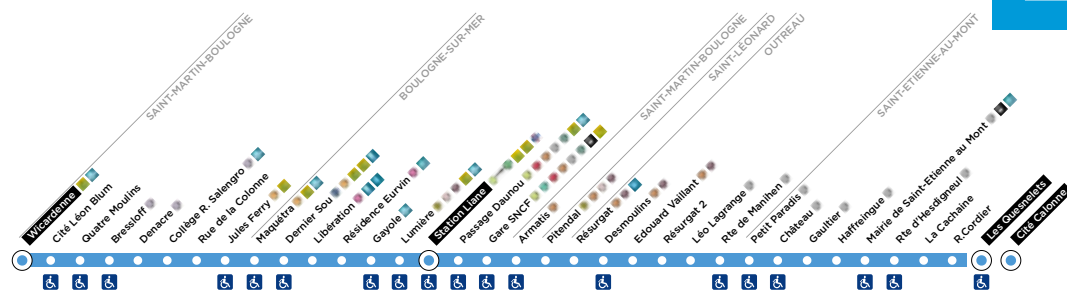 SAINT-MARTIN-BOULOGNE
BOULOGNE-SUR-MER
SAINT-MARTIN-BOULOGNE
SAINT-LÉONARD
OUTREAU
SAINT-ETIENNE-AU-MONT
Wicardenne
Cité Léon Blum
Quatre Moulins
Bressloff
Denacre
Collège R. Salengro
Rue de la Colonne
Jules Ferry
Maquétra
Dernier Sou
Libération
Résidence Eurvin
Gayole
Lumière
Station Liane
Passage Daunou
Gare SNCF
Armatis
Pitendal
Résurgat
Desmoulins
Edouard Vaillant
Résurgat 2
Léo Lagrange
Rte de Manihen
Petit Paradis
Château
Gaultier
Haffreingue
Mairie de Saint-Etienne au Mont
Rte d'Hesdigneul
La Cachaine
R.Cordier
Les Quesnelets
Cité Calonne